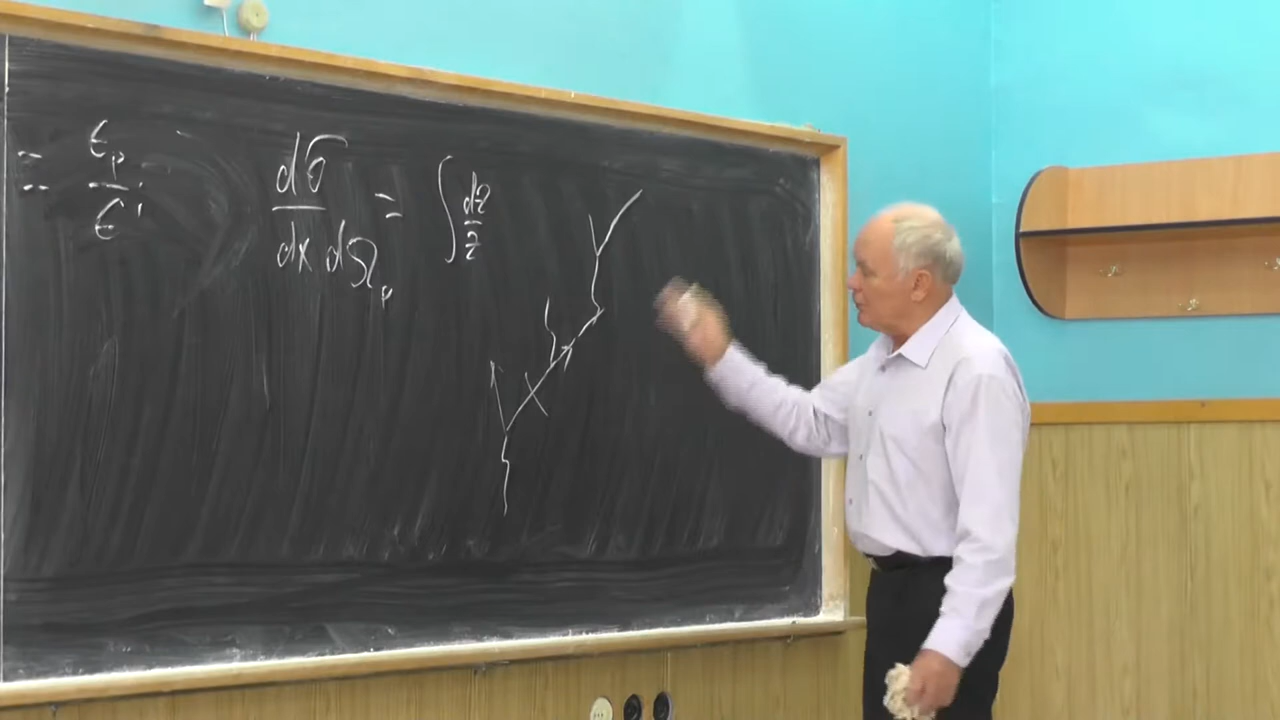 = ε_p / ε'
dσ / dx dΩ_p = ∫ dz / z